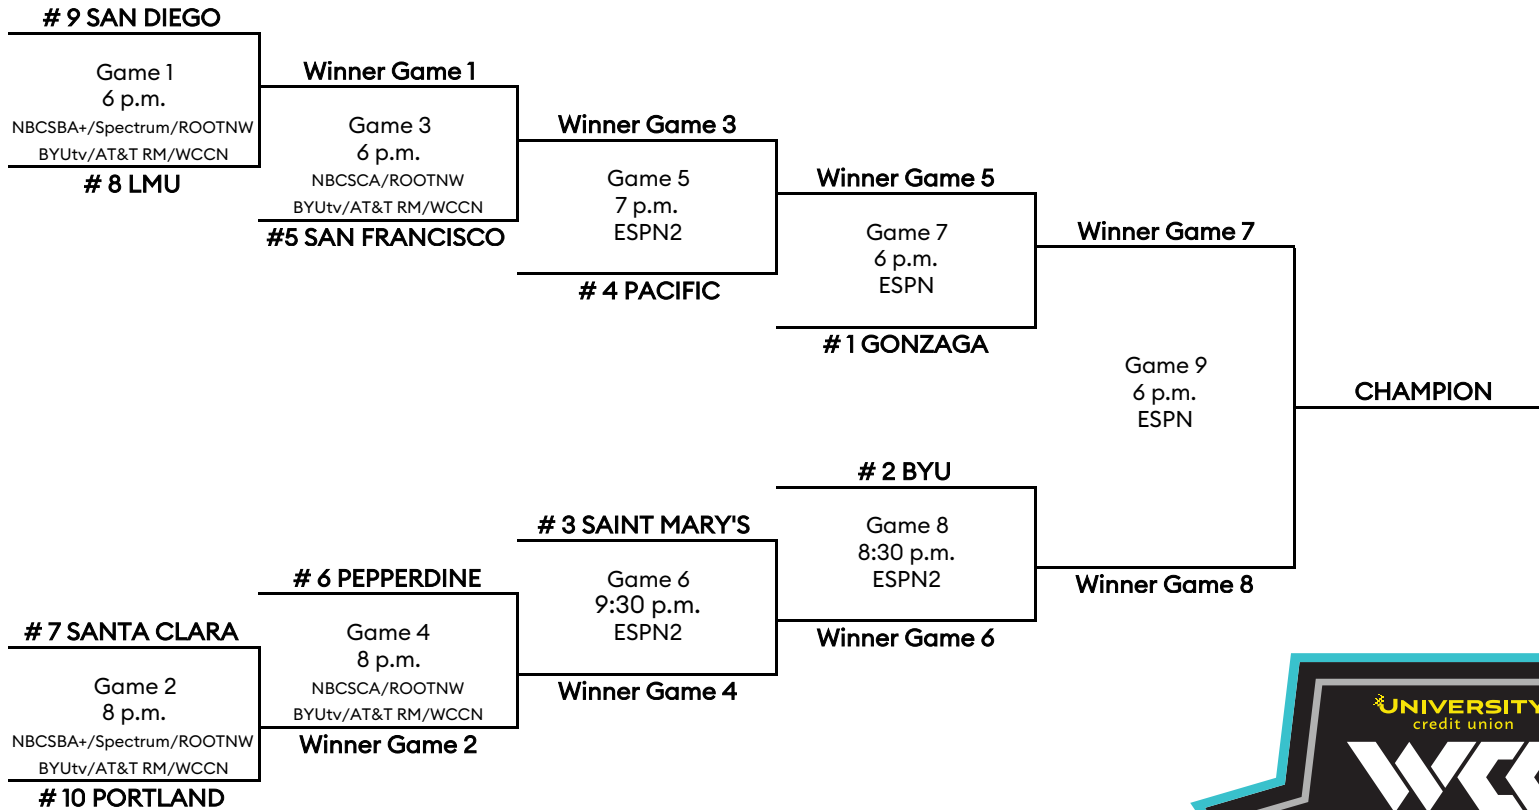 # 9 SAN DIEGO
Game 1
6 p.m.
NBCSBA+/Spectrum/ROOTNW
BYUtv/AT&T RM/WCCN
# 8 LMU
Winner Game 1
Game 3
6 p.m.
NBCSCA/ROOTNW
BYUtv/AT&T RM/WCCN
#5 SAN FRANCISCO
Winner Game 3
Game 5
7 p.m.
ESPN2
# 4 PACIFIC
Winner Game 5
Game 7
6 p.m.
ESPN
# 1 GONZAGA
Winner Game 7
Game 9
6 p.m.
ESPN
CHAMPION
# 2 BYU
Game 8
8:30 p.m.
ESPN2
Winner Game 8
# 3 SAINT MARY'S
Game 6
9:30 p.m.
ESPN2
Winner Game 6
# 6 PEPPERDINE
Game 4
8 p.m.
NBCSCA/ROOTNW
BYUtv/AT&T RM/WCCN
Winner Game 4
# 7 SANTA CLARA
Game 2
8 p.m.
NBCSBA+/Spectrum/ROOTNW
BYUtv/AT&T RM/WCCN
Winner Game 2
# 10 PORTLAND
UNIVERSITY
credit union
WCC